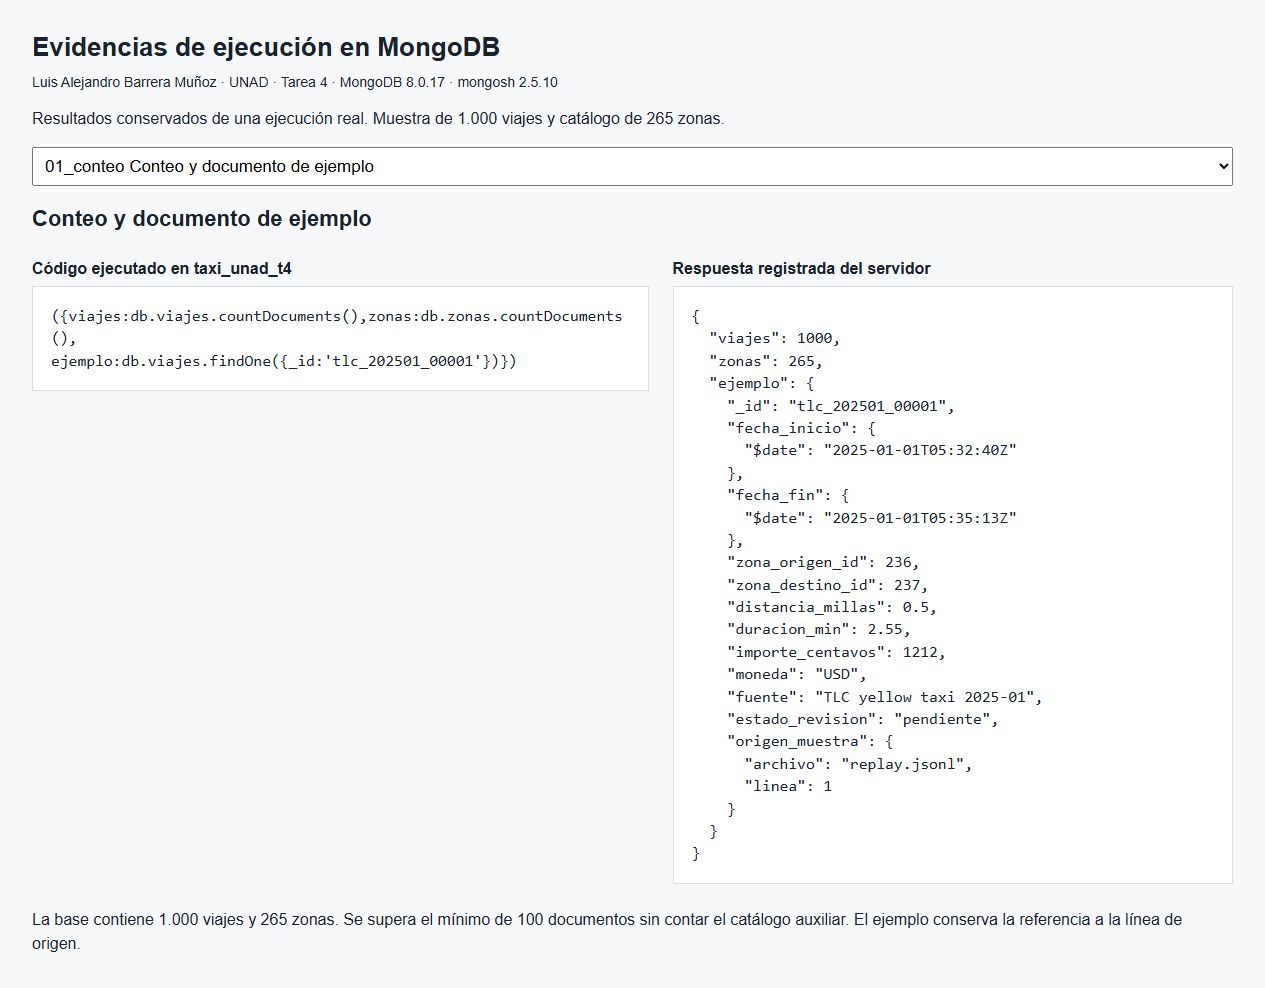 Evidencias de ejecución en MongoDB
Luis Alejandro Barrera Muñoz · UNAD · Tarea 4 · MongoDB 8.0.17 · mongosh 2.5.10
Resultados conservados de una ejecución real. Muestra de 1.000 viajes y catálogo de 265 zonas.
01_conteo Conteo y documento de ejemplo
Conteo y documento de ejemplo
Código ejecutado en taxi_unad_t4
({viajes:db.viajes.countDocuments(),zonas:db.zonas.countDocuments
(),
ejemplo:db.viajes.findOne({_id:'tlc_202501_00001'})})
Respuesta registrada del servidor
{
  "viajes": 1000,
  "zonas": 265,
  "ejemplo": {
    "_id": "tlc_202501_00001",
    "fecha_inicio": {
      "$date": "2025-01-01T05:32:40Z"
    },
    "fecha_fin": {
      "$date": "2025-01-01T05:35:13Z"
    },
    "zona_origen_id": 236,
    "zona_destino_id": 237,
    "distancia_millas": 0.5,
    "duracion_min": 2.55,
    "importe_centavos": 1212,
    "moneda": "USD",
    "fuente": "TLC yellow taxi 2025-01",
    "estado_revision": "pendiente",
    "origen_muestra": {
      "archivo": "replay.jsonl",
      "linea": 1
    }
  }
}
La base contiene 1.000 viajes y 265 zonas. Se supera el mínimo de 100 documentos sin contar el catálogo auxiliar. El ejemplo conserva la referencia a la línea de
origen.